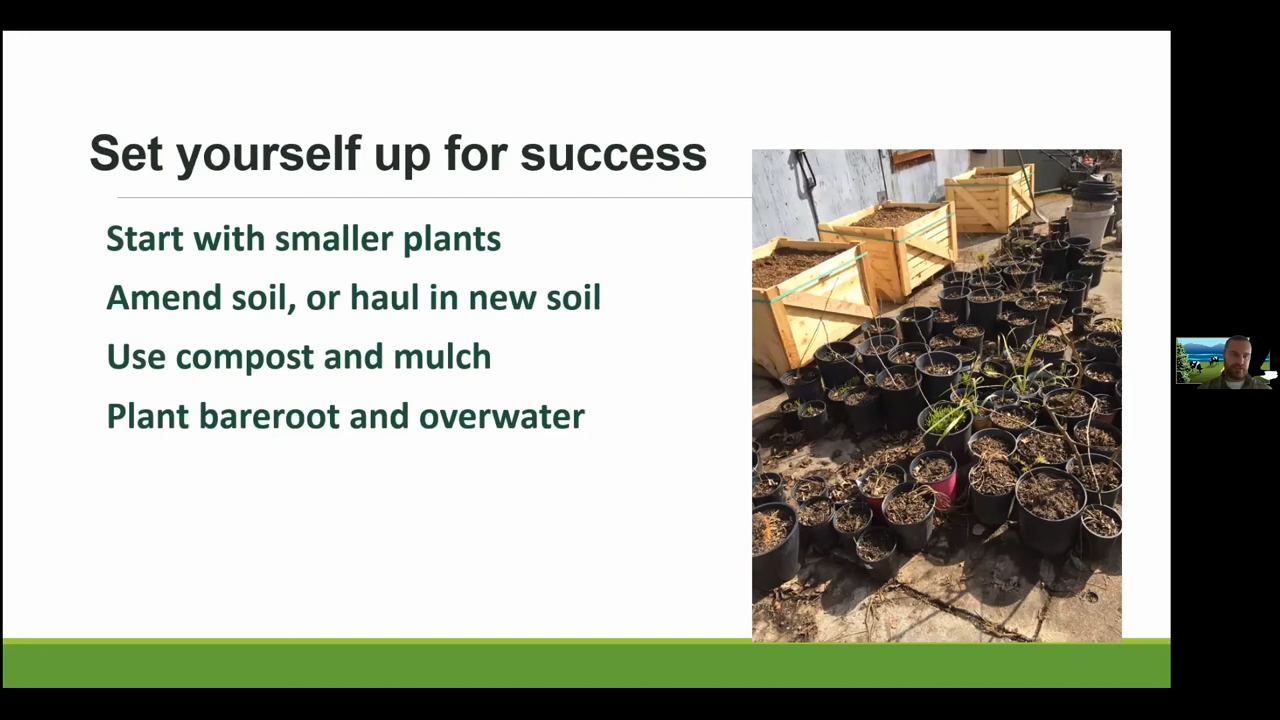 Set yourself up for success
Start with smaller plants
Amend soil, or haul in new soil
Use compost and mulch
Plant bareroot and overwater